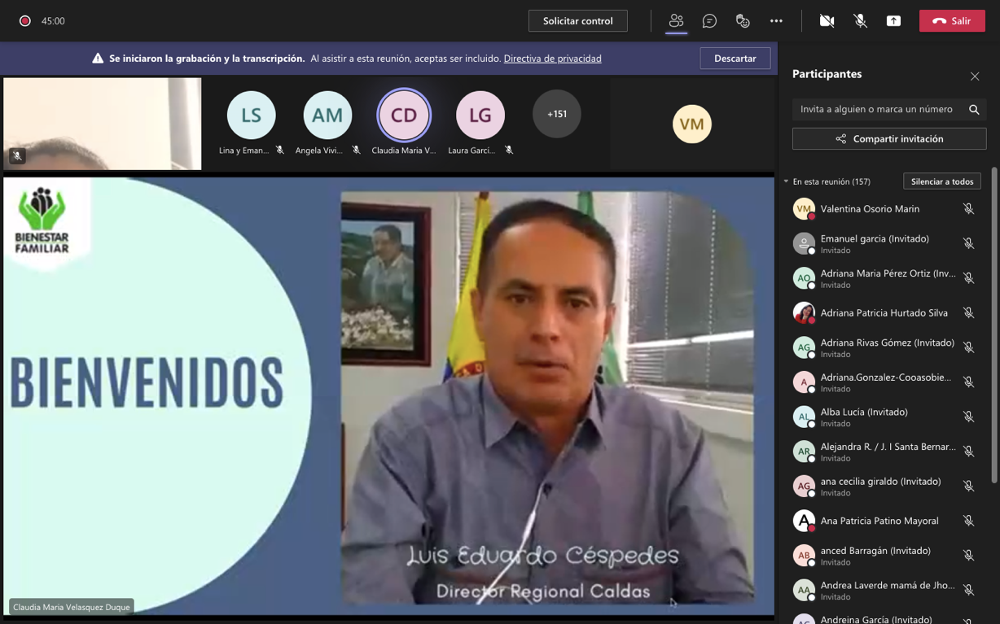 45:00
Solicitar control
Salir
Se iniciaron la grabación y la transcripción. Al asistir a esta reunión, aceptas ser incluido. Directiva de privacidad
Descartar
LS
AM
CD
LG
+151
VM
Lina y Eman...
Angela Vivi...
Claudia Maria V...
Laura Garcí...
BIENESTAR
FAMILIAR
BIENVENIDOS
Luis Eduardo Céspedes
Director Regional Caldas
Claudia Maria Velasquez Duque
Participantes
Invita a alguien o marca un número
Compartir invitación
En esta reunión (157)
Silenciar a todos
VM
Valentina Osorio Marin
Emanuel garcia (Invitado)
Invitado
AO
Adriana Maria Pérez Ortiz (Inv...
Invitado
Adriana Patricia Hurtado Silva
AG
Adriana Rivas Gómez (Invitado)
Invitado
A
Adriana.Gonzalez-Cooasobie...
Invitado
AL
Alba Lucía (Invitado)
Invitado
AR
Alejandra R. / J. I Santa Bernar...
Invitado
AG
ana cecilia giraldo (Invitado)
Invitado
A
Ana Patricia Patino Mayoral
AB
anced Barragán (Invitado)
Invitado
AA
Andrea Laverde mamá de Jho...
Invitado
AG
Andreina García (Invitado)